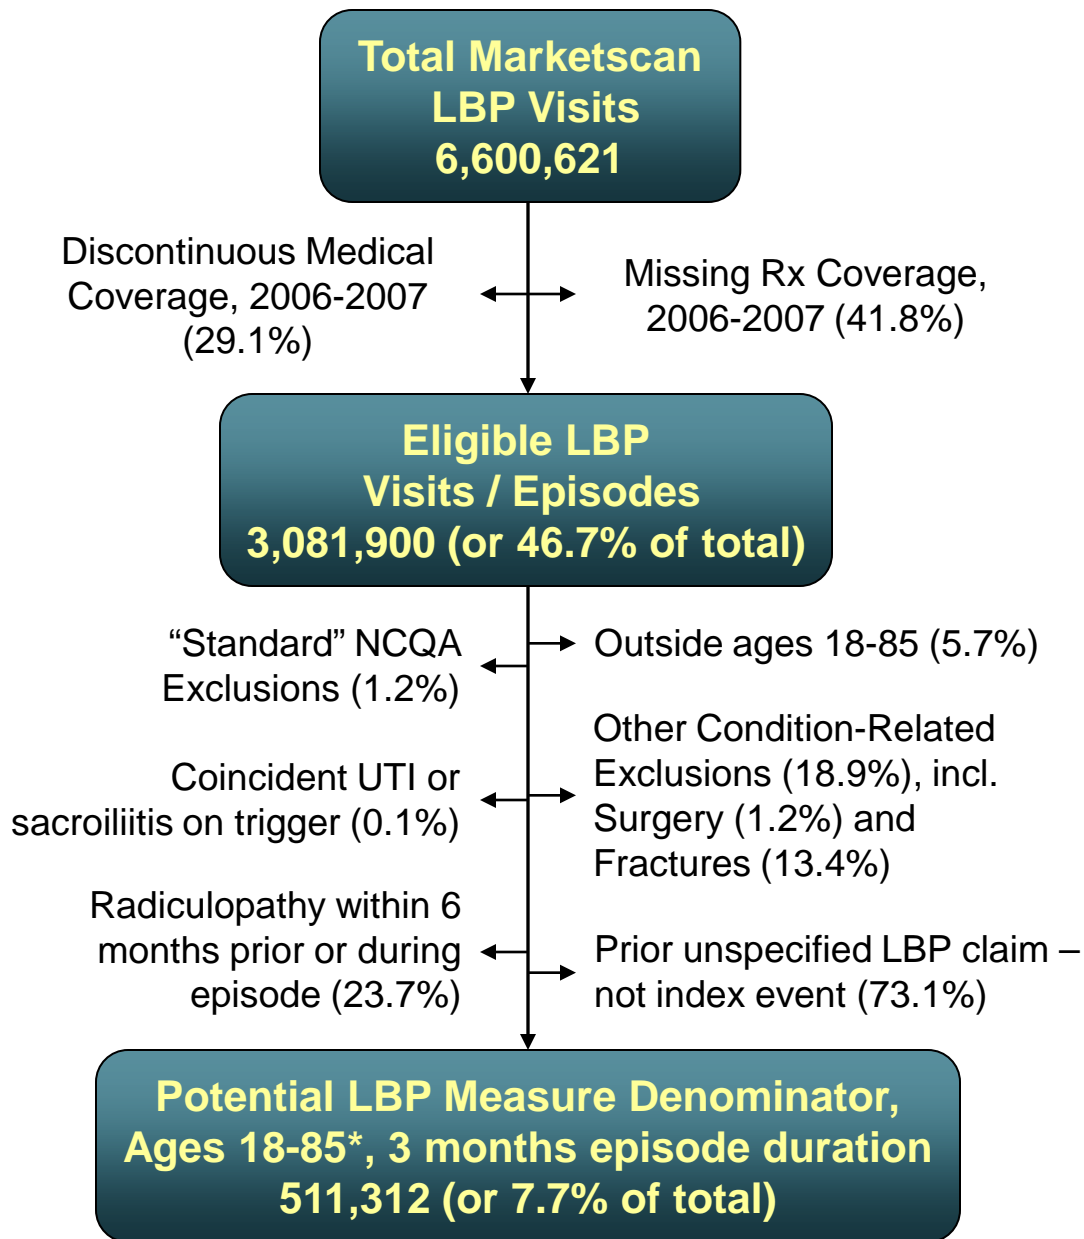 Total Marketscan
LBP Visits
6,600,621
Discontinuous Medical
Coverage, 2006-2007
(29.1%)
Missing Rx Coverage,
2006-2007 (41.8%)
Eligible LBP
Visits / Episodes
3,081,900 (or 46.7% of total)
“Standard” NCQA
Exclusions (1.2%)
Outside ages 18-85 (5.7%)
Coincident UTI or
sacroiliitis on trigger (0.1%)
Other Condition-Related
Exclusions (18.9%), incl.
Surgery (1.2%) and
Fractures (13.4%)
Radiculopathy within 6
months prior or during
episode (23.7%)
Prior unspecified LBP claim –
not index event (73.1%)
Potential LBP Measure Denominator,
Ages 18-85*, 3 months episode duration
511,312 (or 7.7% of total)